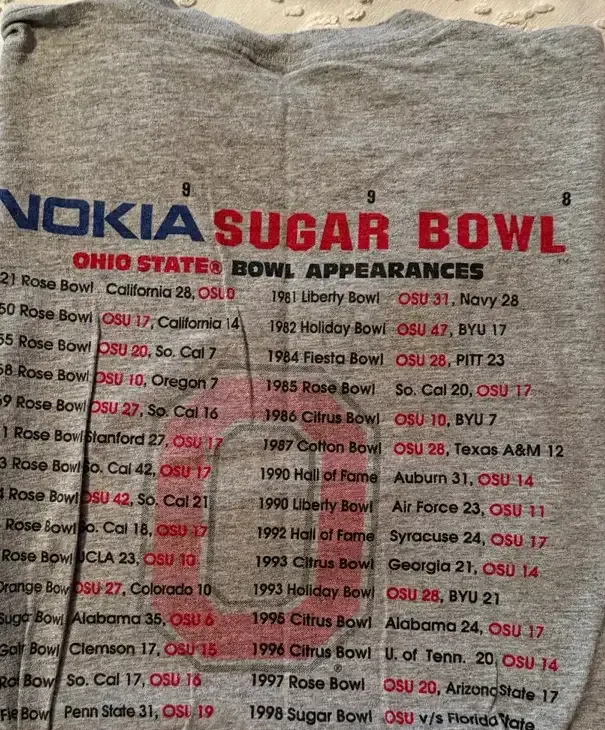 9 9 8
NOKIA SUGAR BOWL
™
OHIO STATE® BOWL APPEARANCES
21 Rose Bowl California 28, OSU 0
50 Rose Bowl OSU 17, California 14
55 Rose Bowl OSU 20, So. Cal 7
58 Rose Bowl OSU 10, Oregon 7
69 Rose Bowl OSU 27, So. Cal 16
1 Rose Bowl Stanford 27, OSU 17
3 Rose Bowl So. Cal 42, OSU 17
4 Rose Bowl OSU 42, So. Cal 21
Rose Bowl So. Cal 18, OSU 17
Rose Bowl UCLA 23, OSU 10
Orange Bowl OSU 27, Colorado 10
Sugar Bowl Alabama 35, OSU 6
Gator Bowl Clemson 17, OSU 15
Bowl So. Cal 17, OSU 16
Bowl Penn State 31, OSU 19
1981 Liberty Bowl OSU 31, Navy 28
1982 Holiday Bowl OSU 47, BYU 17
1984 Fiesta Bowl OSU 28, PITT 23
1985 Rose Bowl So. Cal 20, OSU 17
1986 Citrus Bowl OSU 10, BYU 7
1987 Cotton Bowl OSU 28, Texas A&M 12
1990 Hall of Fame Auburn 31, OSU 14
1990 Liberty Bowl Air Force 23, OSU 11
1992 Hall of Fame Syracuse 24, OSU 17
1993 Citrus Bowl Georgia 21, OSU 14
1993 Holiday Bowl OSU 28, BYU 21
1995 Citrus Bowl Alabama 24, OSU 17
1996 Citrus Bowl U. of Tenn. 20, OSU 14
1997 Rose Bowl OSU 20, Arizona State 17
1998 Sugar Bowl OSU v/s Florida State
O
®